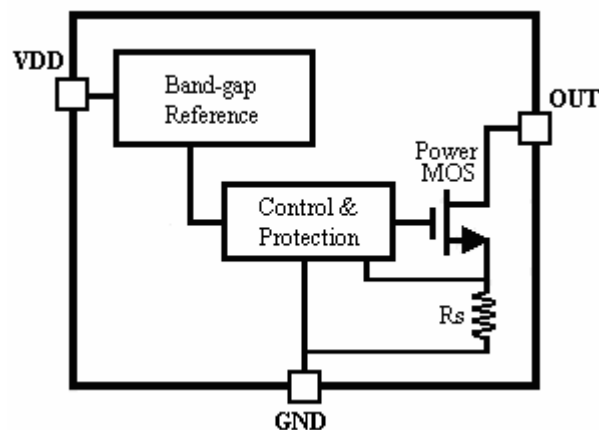 VDD
Band-gap
Reference
OUT
Power
MOS
Control &
Protection
Rs
GND